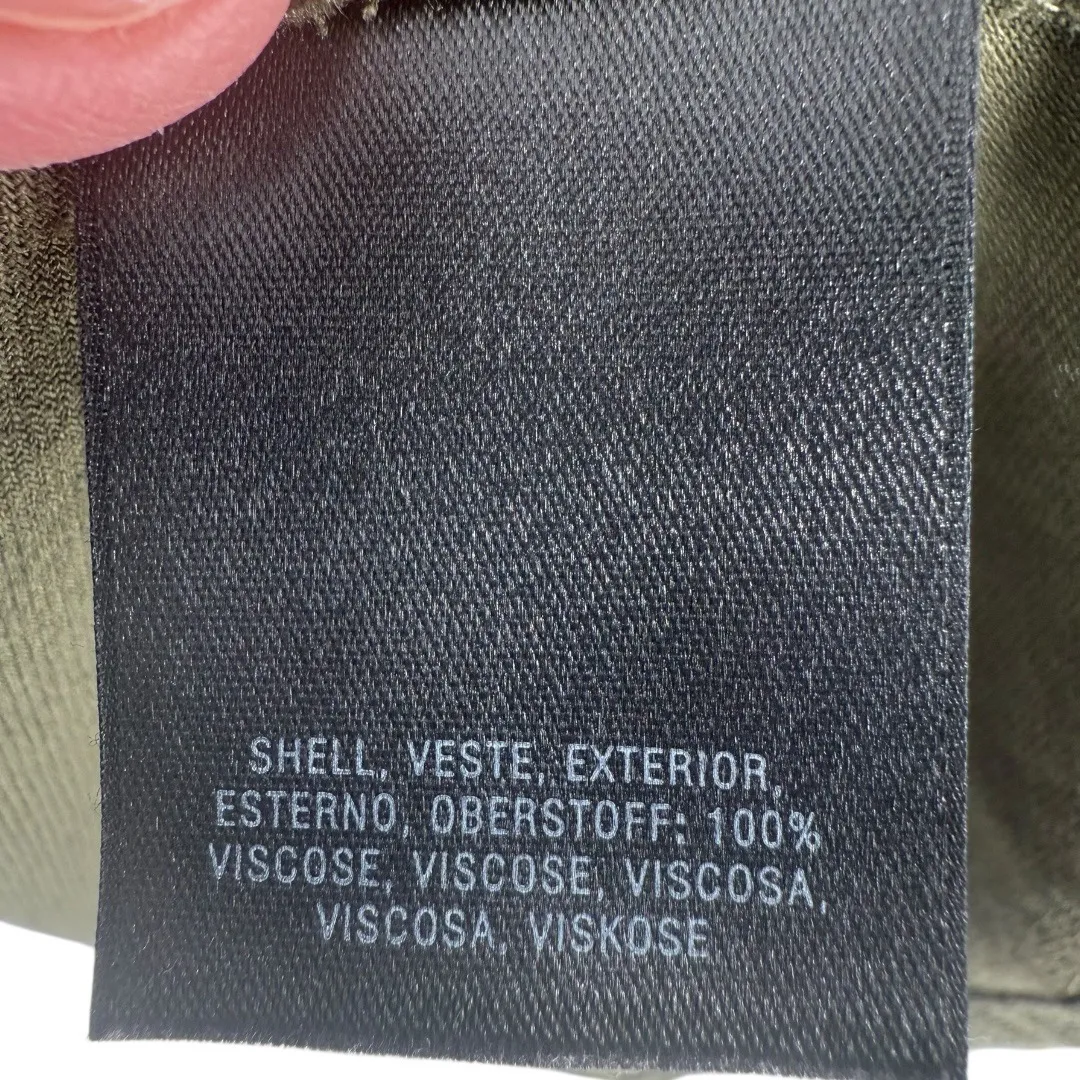 SHELL, VESTE, EXTERIOR,
ESTERNO, OBERSTOFF: 100%
VISCOSE, VISCOSE, VISCOSA,
VISCOSA, VISKOSE